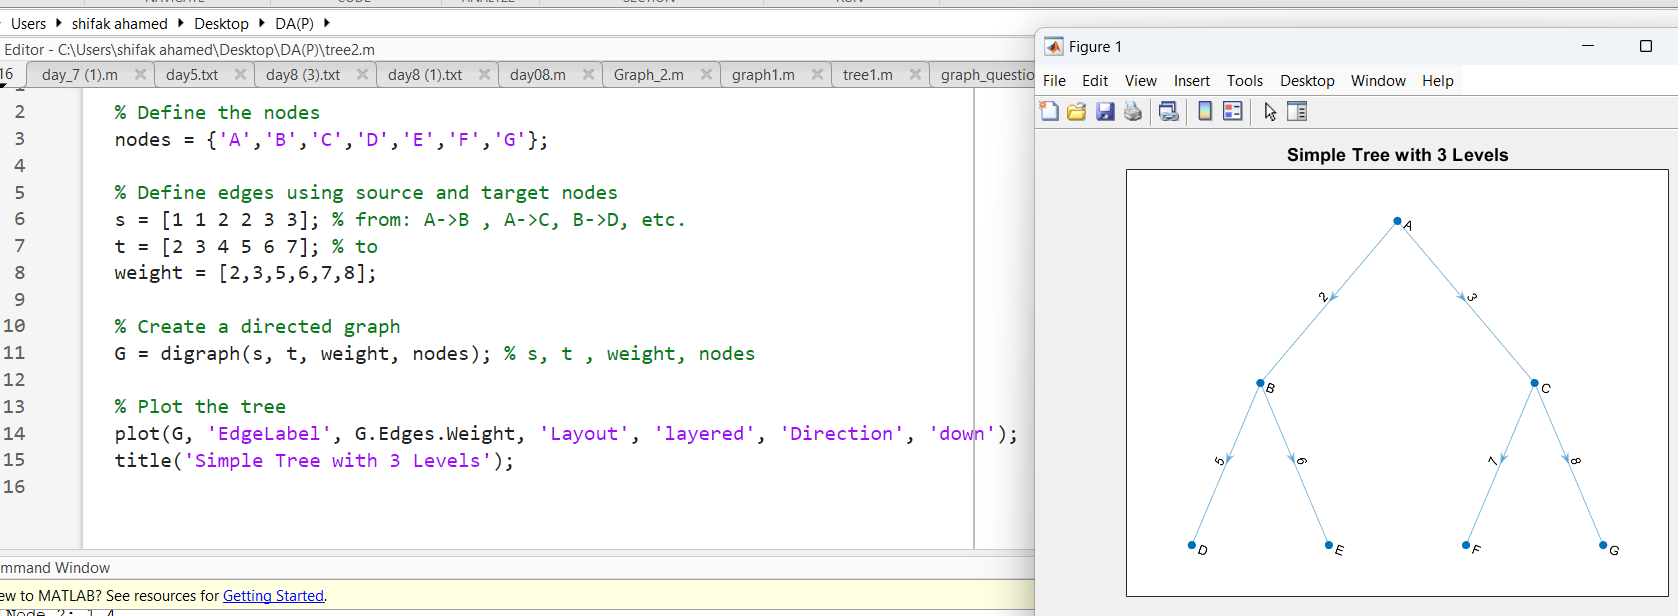 NAVIGATE CODE ANALYZE SECTION RUN
Users shifak ahamed Desktop DA(P)
Editor - C:\Users\shifak ahamed\Desktop\DA(P)\tree2.m
16 day_7 (1).m day5.txt day8 (3).txt day8 (1).txt day08.m Graph_2.m graph1.m tree1.m graph_questio
2 % Define the nodes
3 nodes = {'A','B','C','D','E','F','G'};
4
5 % Define edges using source and target nodes
6 s = [1 1 2 2 3 3]; % from: A->B , A->C, B->D, etc.
7 t = [2 3 4 5 6 7]; % to
8 weight = [2,3,5,6,7,8];
9
10 % Create a directed graph
11 G = digraph(s, t, weight, nodes); % s, t , weight, nodes
12
13 % Plot the tree
14 plot(G, 'EdgeLabel', G.Edges.Weight, 'Layout', 'layered', 'Direction', 'down');
15 title('Simple Tree with 3 Levels');
16
mmand Window
ew to MATLAB? See resources for Getting Started.
Node 2: 1 4
Figure 1
File Edit View Insert Tools Desktop Window Help
Simple Tree with 3 Levels
A
2 3
B C
5 6 7 8
D E F G